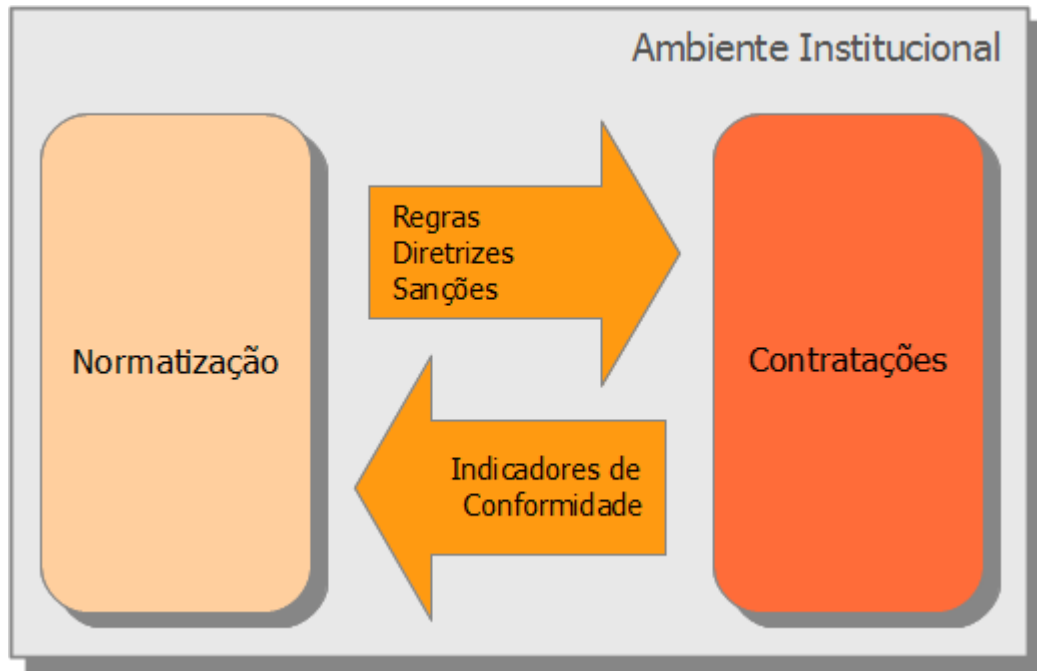 Ambiente Institucional
Normatização
Regras
Diretrizes
Sanções
Indicadores de
Conformidade
Contratações